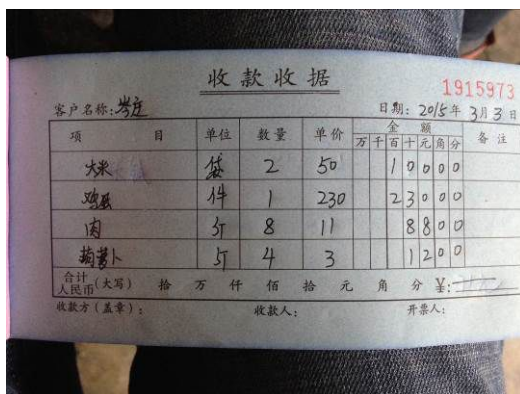 收款收据
1915973
客户名称:
日期: 2015年 3月3日
项目 单位 数量 单价 金额 备注
万 千 百 十 元 角 分
大米 袋 2 50 1 0 0 0 0
鸡蛋 件 1 230 2 3 0 0 0
肉 斤 8 11 8 8 0 0
萝卜 斤 4 3 1 2 0 0
合计人民币(大写) 拾 万 仟 佰 拾 元 角 分 ¥:
收款方(盖章): 收款人: 开票人: